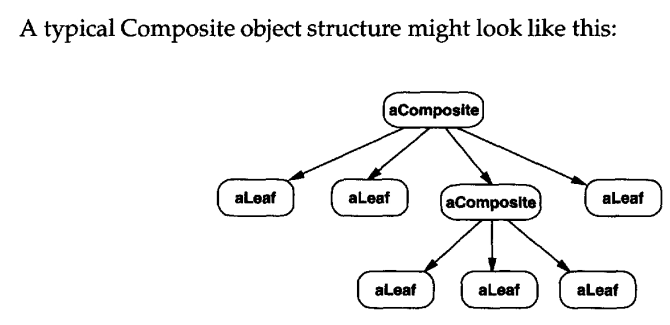 A typical Composite object structure might look like this:
aComposite
aLeaf aLeaf aComposite aLeaf
aLeaf aLeaf aLeaf